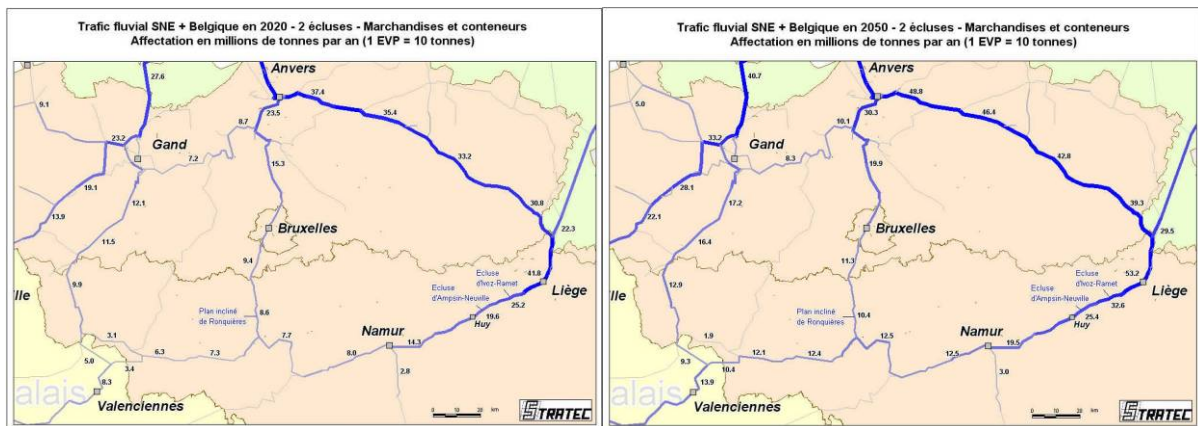 Trafic fluvial SNE + Belgique en 2020 - 2 écluses - Marchandises et conteneurs
Affectation en millions de tonnes par an (1 EVP = 10 tonnes)
27.6
Anvers
9.1
37.4
23.5
35.4
8.7
23.2
Gand
7.2
33.2
15.3
19.1
12.1
30.8
13.9
Bruxelles
22.3
11.5
9.4
41.8
9.9
Ecluse
d'Ivoz-Ramet
Liège
Ecluse
d'Ampsin-Neuville
25.2
lle
Plan incliné
de Ronquières
8.6
19.6
Huy
Namur
3.1
7.7
14.3
6.3
7.3
8.0
5.0
3.4
2.8
8.3
alais
Valenciennes
0 10 20 km
STRATEC
Trafic fluvial SNE + Belgique en 2050 - 2 écluses - Marchandises et conteneurs
Affectation en millions de tonnes par an (1 EVP = 10 tonnes)
40.7
Anvers
5.0
48.8
30.3
46.4
10.1
33.2
Gand
8.3
42.8
19.9
28.1
17.2
39.3
22.1
Bruxelles
29.5
16.4
11.3
53.2
12.9
Ecluse
d'Ivoz-Ramet
Liège
Ecluse
d'Ampsin-Neuville
32.6
lle
Plan incliné
de Ronquières
10.4
25.4
Huy
Namur
1.9
12.5
19.5
12.1
12.4
12.5
9.3
10.4
3.0
13.9
alais
Valenciennes
0 10 20 km
STRATEC